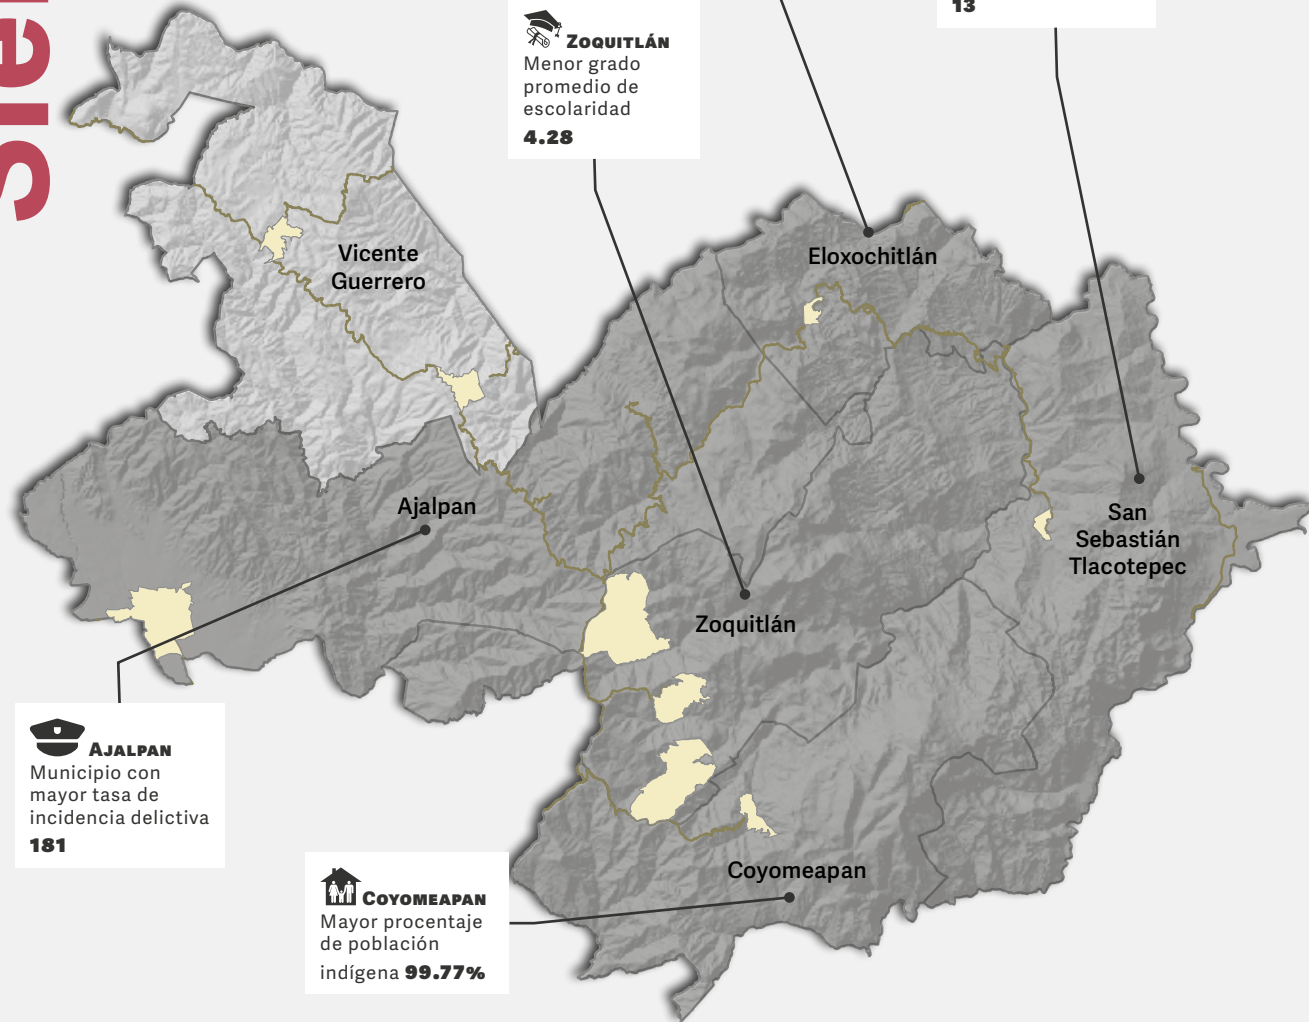 ZOQUITLÁN
Menor grado
promedio de
escolaridad
4.28
13
Vicente
Guerrero
Eloxochitlán
Ajalpan
San
Sebastián
Tlacotepec
Zoquitlán
AJALPAN
Municipio con
mayor tasa de
incidencia delictiva
181
Coyomeapan
COYOMEAPAN
Mayor procentaje
de población
indígena 99.77%